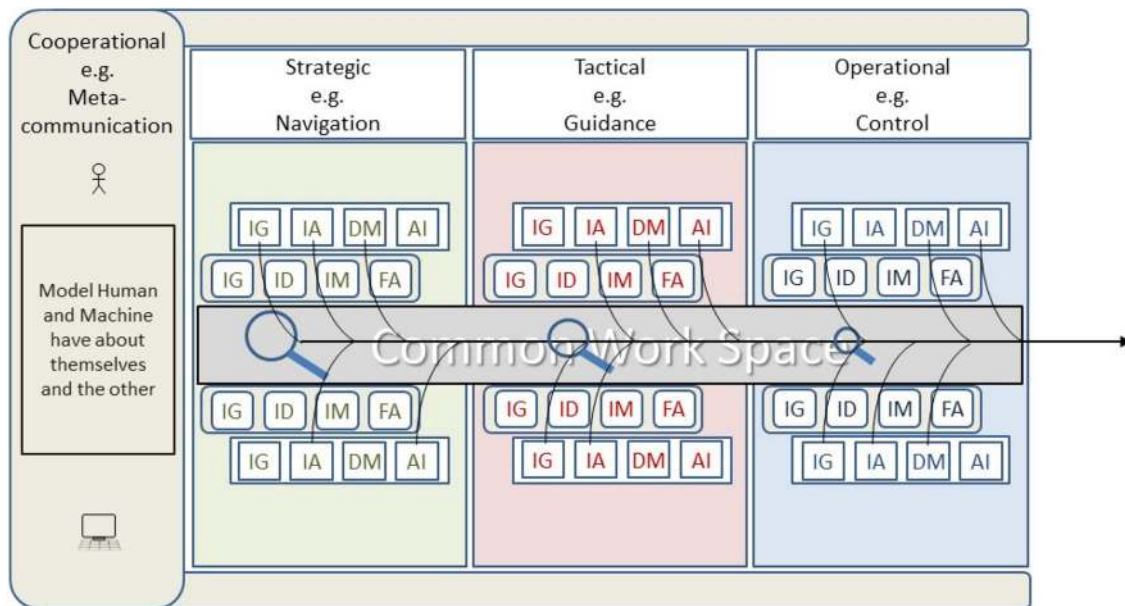 Cooperational
e.g.
Meta-
communication
Model Human
and Machine
have about
themselves
and the other
Strategic
e.g.
Navigation
Tactical
e.g.
Guidance
Operational
e.g.
Control
IG IA DM AI
IG ID IM FA
IG IA DM AI
IG ID IM FA
IG IA DM AI
IG ID IM FA
Common Work Space
IG ID IM FA
IG IA DM AI
IG ID IM FA
IG IA DM AI
IG ID IM FA
IG IA DM AI